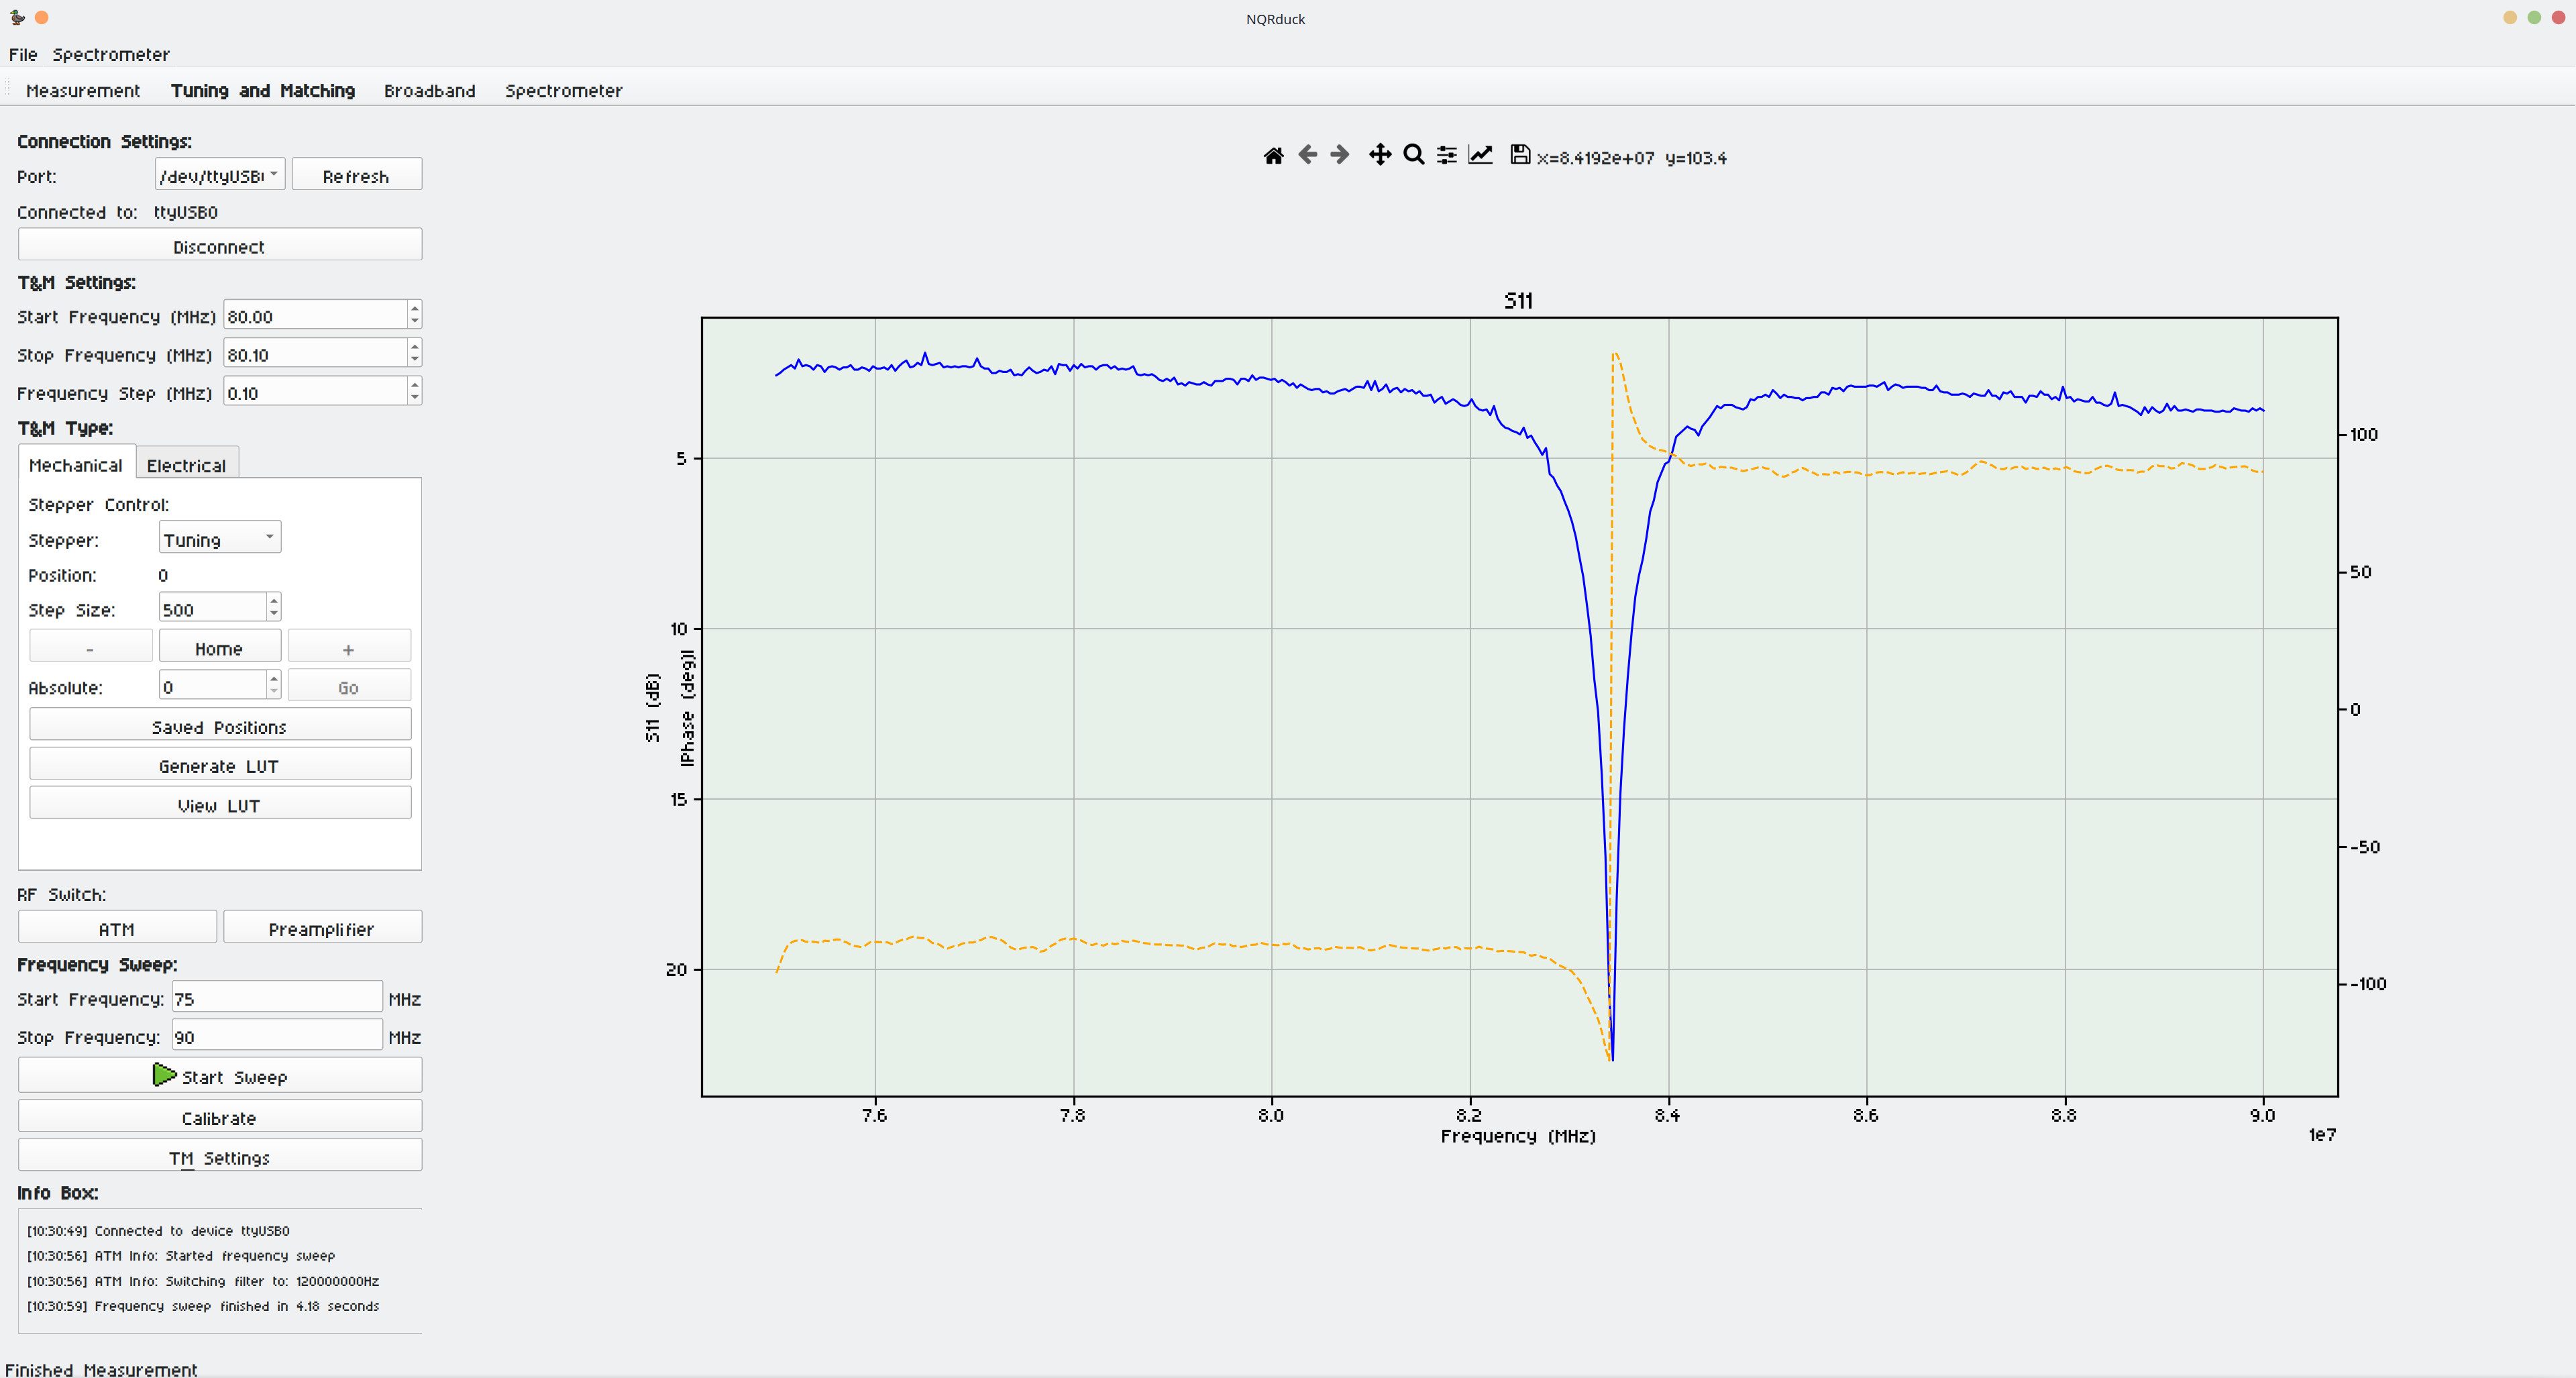 NQRduck
File Spectrometer
Measurement Tuning and Matching Broadband Spectrometer
Connection Settings:
Port: /dev/ttyUSB Refresh
Connected to: ttyUSB0
Disconnect
T&M Settings:
Start Frequency (MHz) 80.00
Stop Frequency (MHz) 80.10
Frequency Step (MHz) 0.10
T&M Type:
Mechanical Electrical
Stepper Control:
Stepper: Tuning
Position: 0
Step Size: 500
- Home +
Absolute: 0 Go
Saved Positions
Generate LUT
View LUT
RF Switch:
ATM Preamplifier
Frequency Sweep:
Start Frequency: 75 MHz
Stop Frequency: 90 MHz
Start Sweep
Calibrate
TM Settings
Info Box:
[10:30:49] Connected to device ttyUSB0
[10:30:56] ATM Info: Started frequency sweep
[10:30:56] ATM Info: Switching filter to: 120000000Hz
[10:30:59] Frequency sweep finished in 4.18 seconds
Finished Measurement
x=8.4192e+07 y=103.4
S11
S11 (dB)
|Phase (deg)|
5
10
15
20
100
50
0
-50
-100
7.6 7.8 8.0 8.2 8.4 8.6 8.8 9.0
Frequency (MHz)
1e7